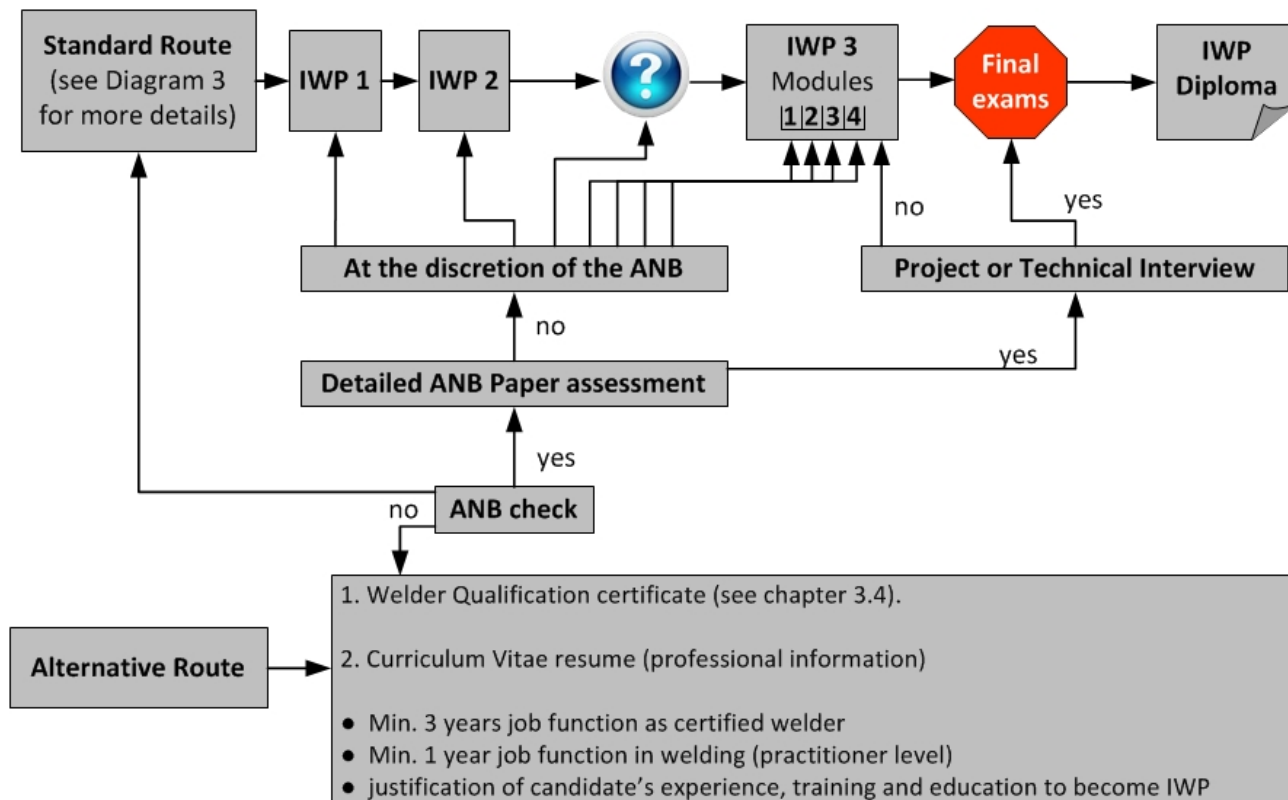 Standard Route
(see Diagram 3
for more details)
IWP 1
IWP 2
?
IWP 3
Modules
1 2 3 4
Final
exams
IWP
Diploma
no
yes
At the discretion of the ANB
Project or Technical Interview
no
yes
Detailed ANB Paper assessment
yes
no
ANB check
1. Welder Qualification certificate (see chapter 3.4).
Alternative Route
2. Curriculum Vitae resume (professional information)
● Min. 3 years job function as certified welder
● Min. 1 year job function in welding (practitioner level)
● justification of candidate’s experience, training and education to become IWP